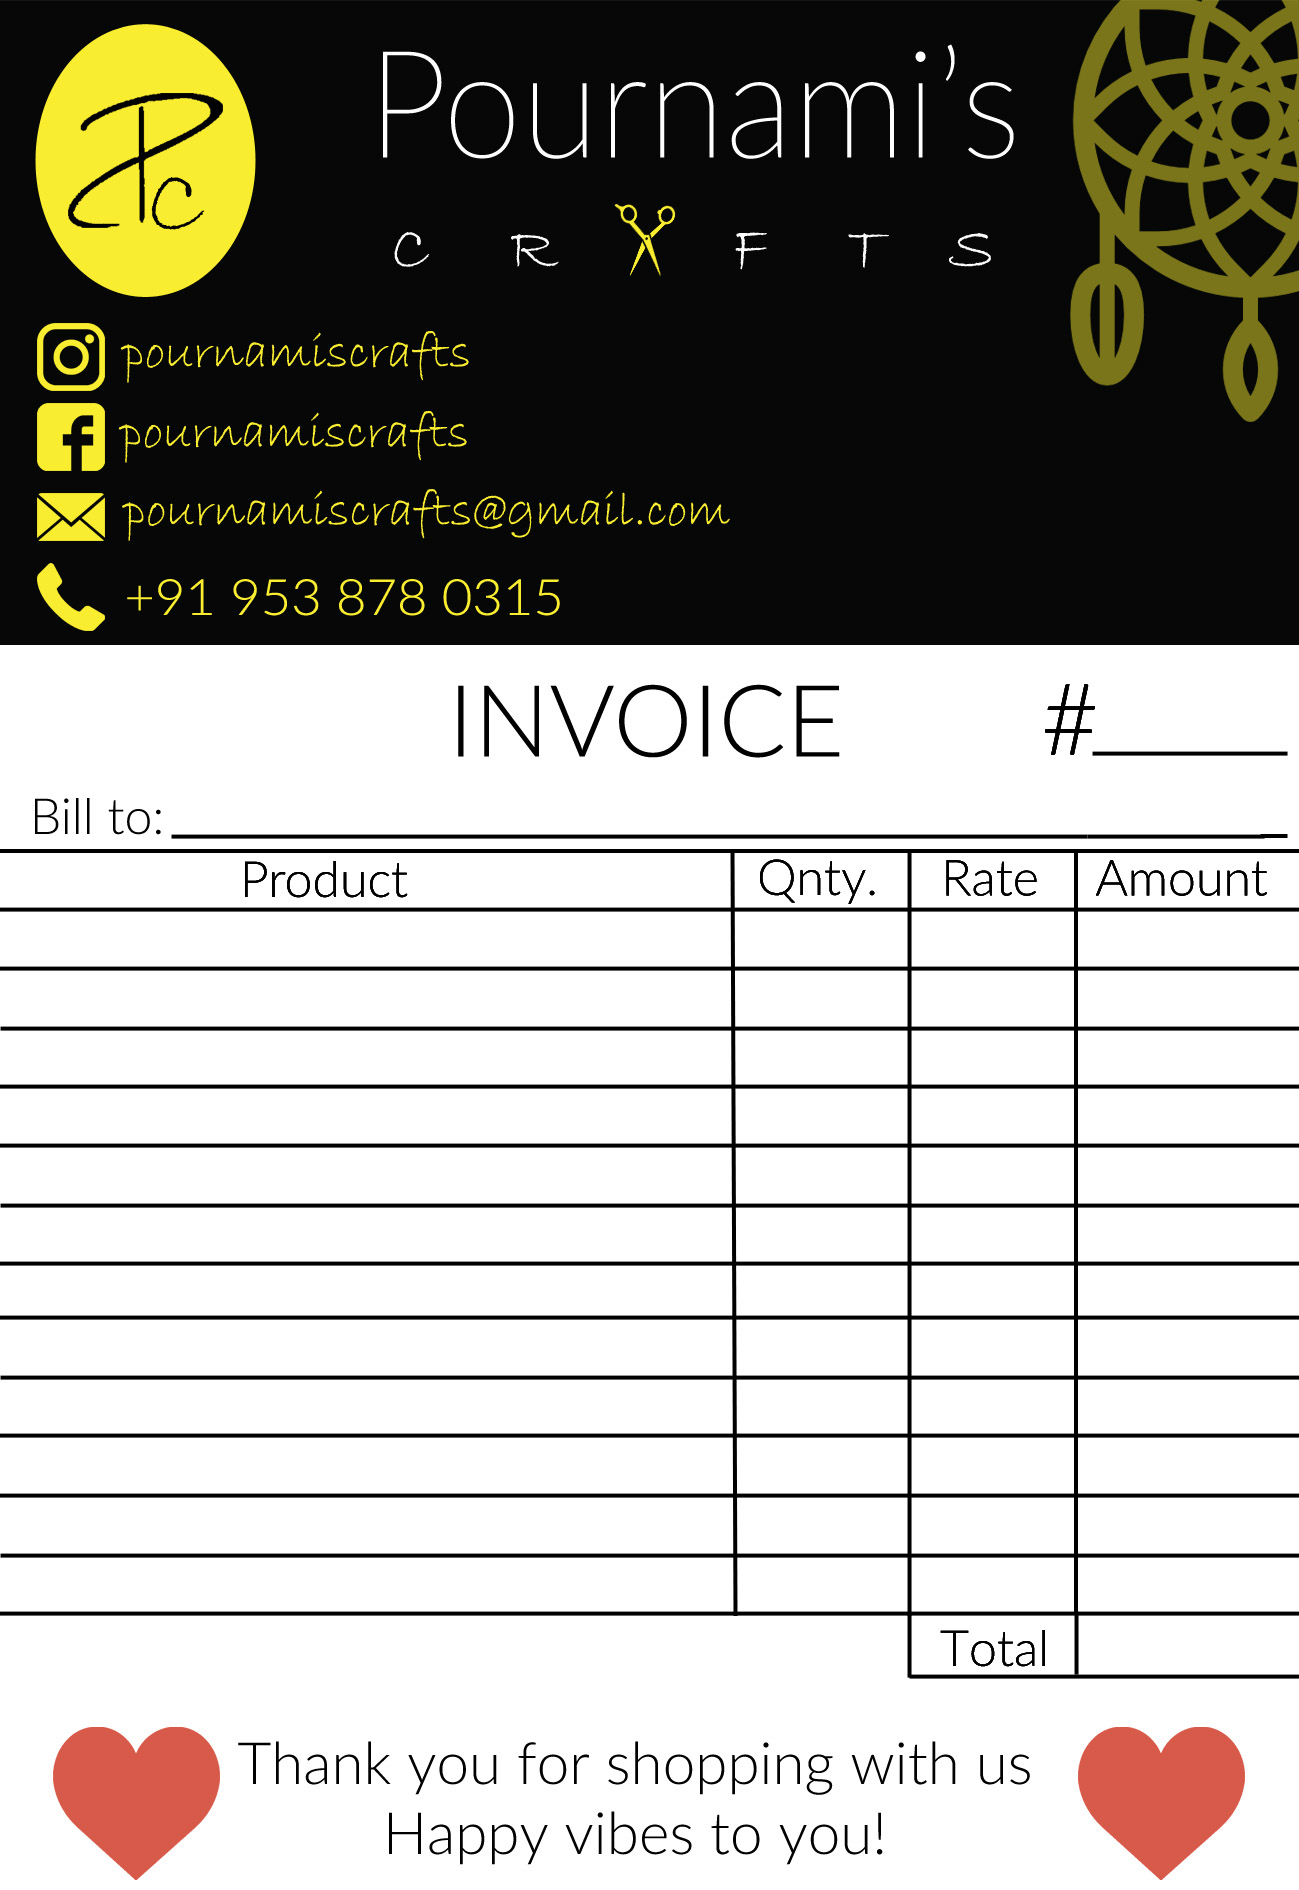 PC
Pournami's
CRAFTS
pournamiscrafts
pournamiscrafts
pournamiscrafts@gmail.com
+91 953 878 0315
INVOICE #
Bill to:
Product Qnty. Rate Amount
Total
Thank you for shopping with us
Happy vibes to you!